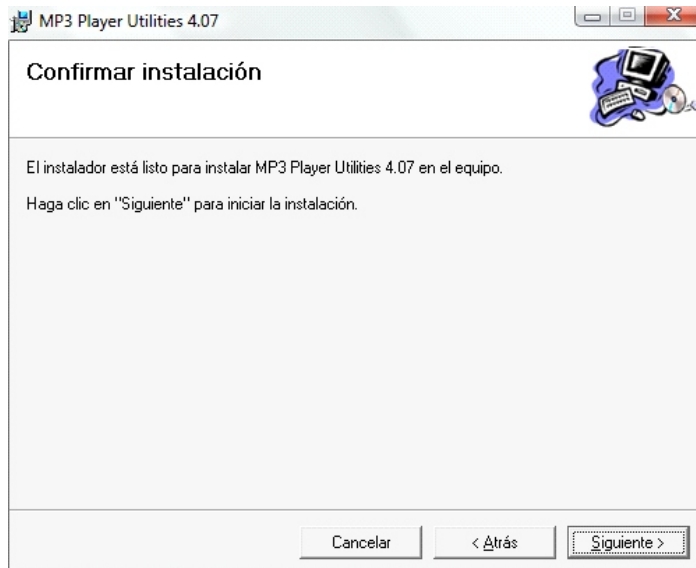 MP3 Player Utilities 4.07
Confirmar instalación
El instalador está listo para instalar MP3 Player Utilities 4.07 en el equipo.
Haga clic en "Siguiente" para iniciar la instalación.
Cancelar
< Atrás
Siguiente >